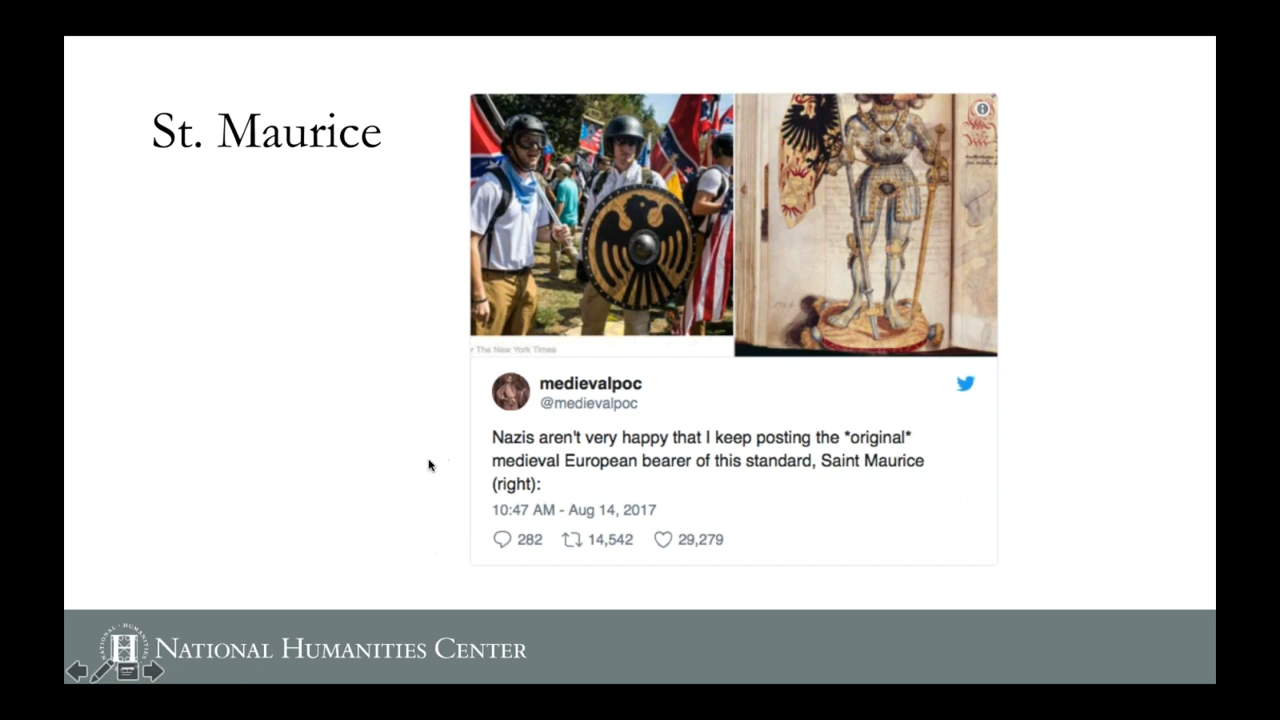 St. Maurice
r The New York Times
medievalpoc
@medievalpoc
Nazis aren't very happy that I keep posting the *original*
medieval European bearer of this standard, Saint Maurice
(right):
10:47 AM - Aug 14, 2017
282 14,542 29,279
NATIONAL HUMANITIES CENTER